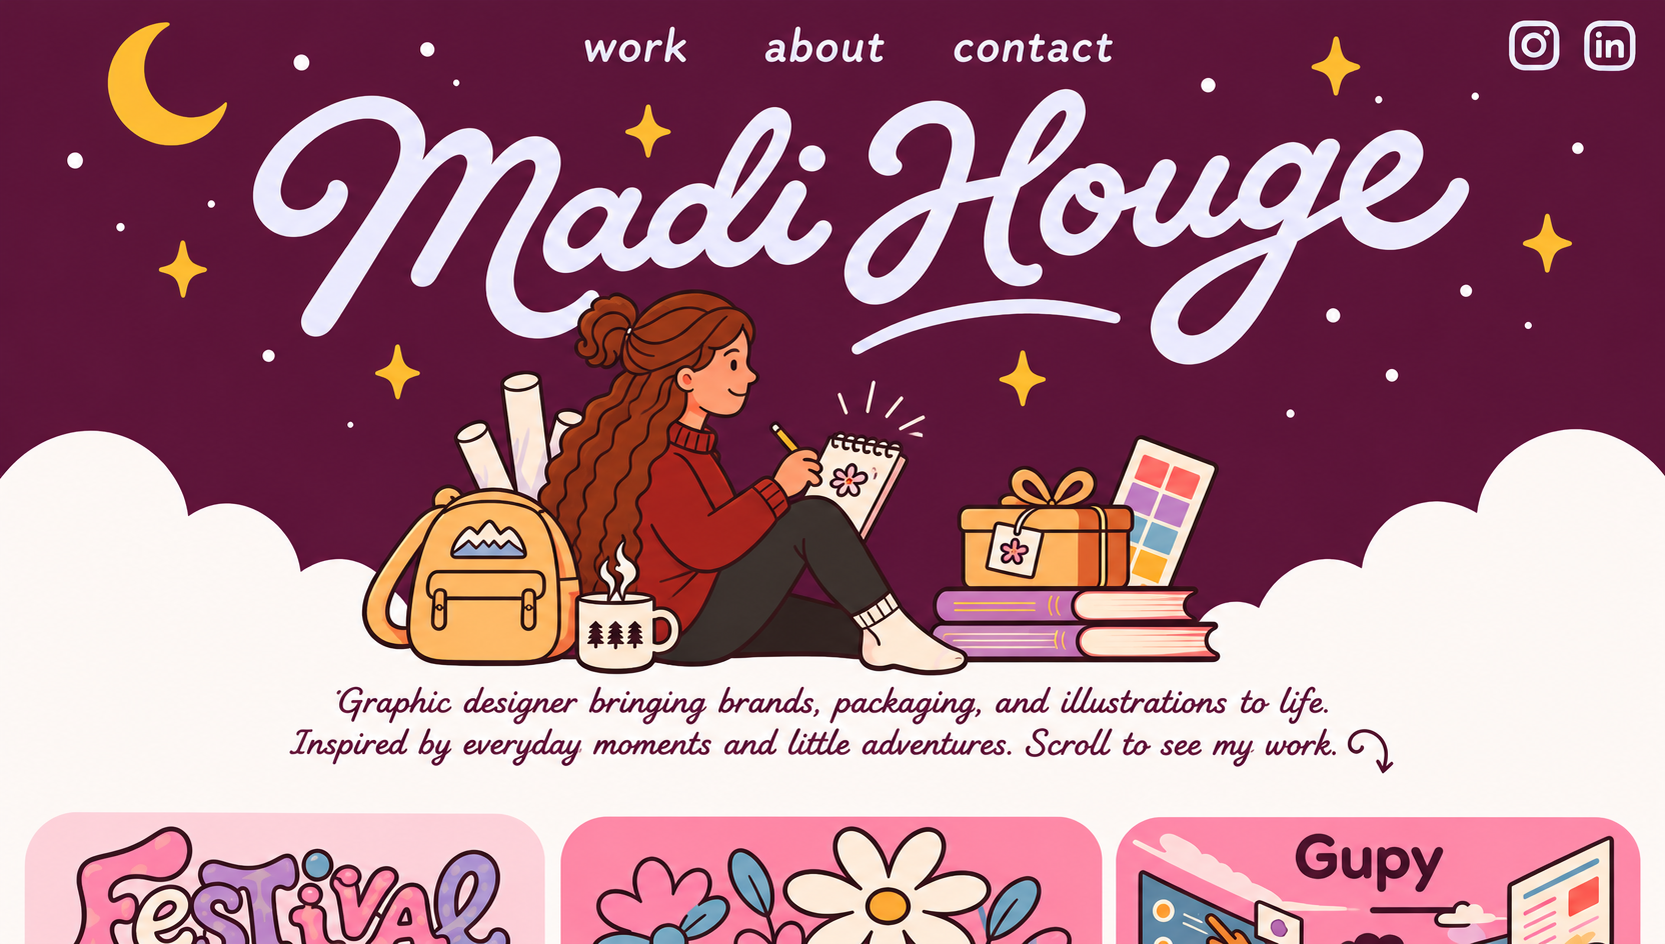 work about contact
in
Madi Houge
Graphic designer bringing brands, packaging, and illustrations to life.
Inspired by everyday moments and little adventures. Scroll to see my work.
FeSTiVAl
Gupy